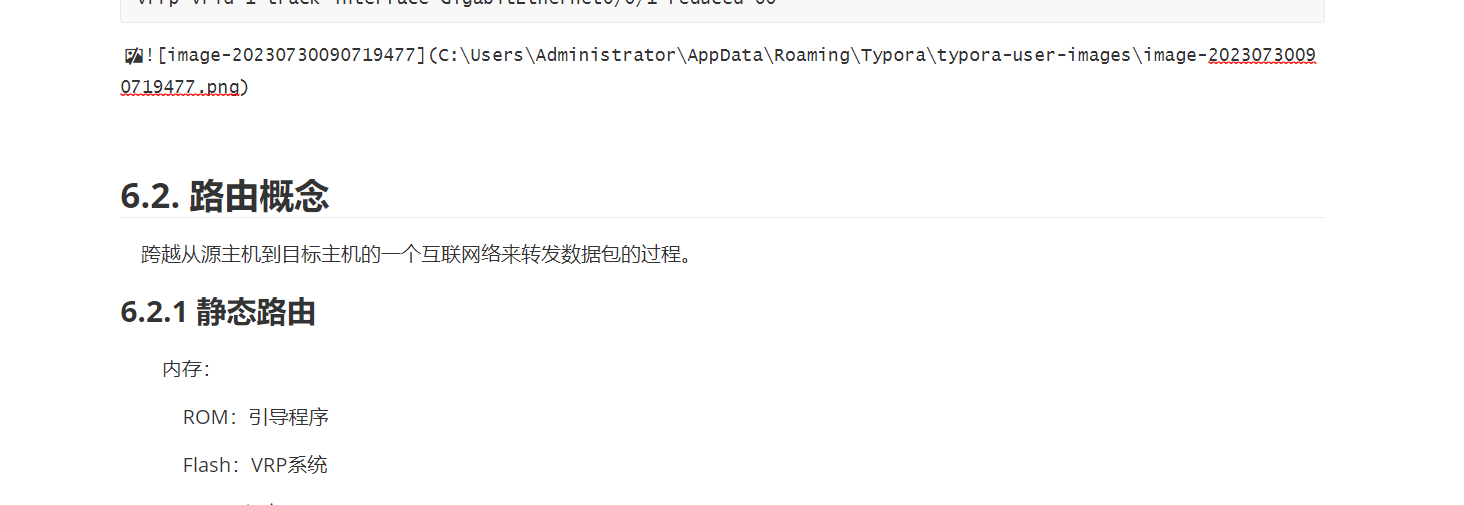 ![image-20230730090719477](C:\Users\Administrator\AppData\Roaming\Typora\typora-user-images\image-2023073009
0719477.png)
6.2. 路由概念
跨越从源主机到目标主机的一个互联网络来转发数据包的过程。
6.2.1 静态路由
内存：
ROM：引导程序
Flash：VRP系统